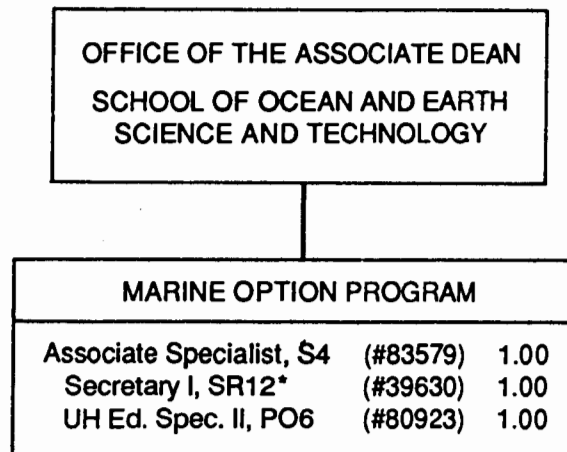 OFFICE OF THE ASSOCIATE DEAN
SCHOOL OF OCEAN AND EARTH
SCIENCE AND TECHNOLOGY
MARINE OPTION PROGRAM
Associate Specialist, S4 (#83579) 1.00
Secretary I, SR12* (#39630) 1.00
UH Ed. Spec. II, PO6 (#80923) 1.00